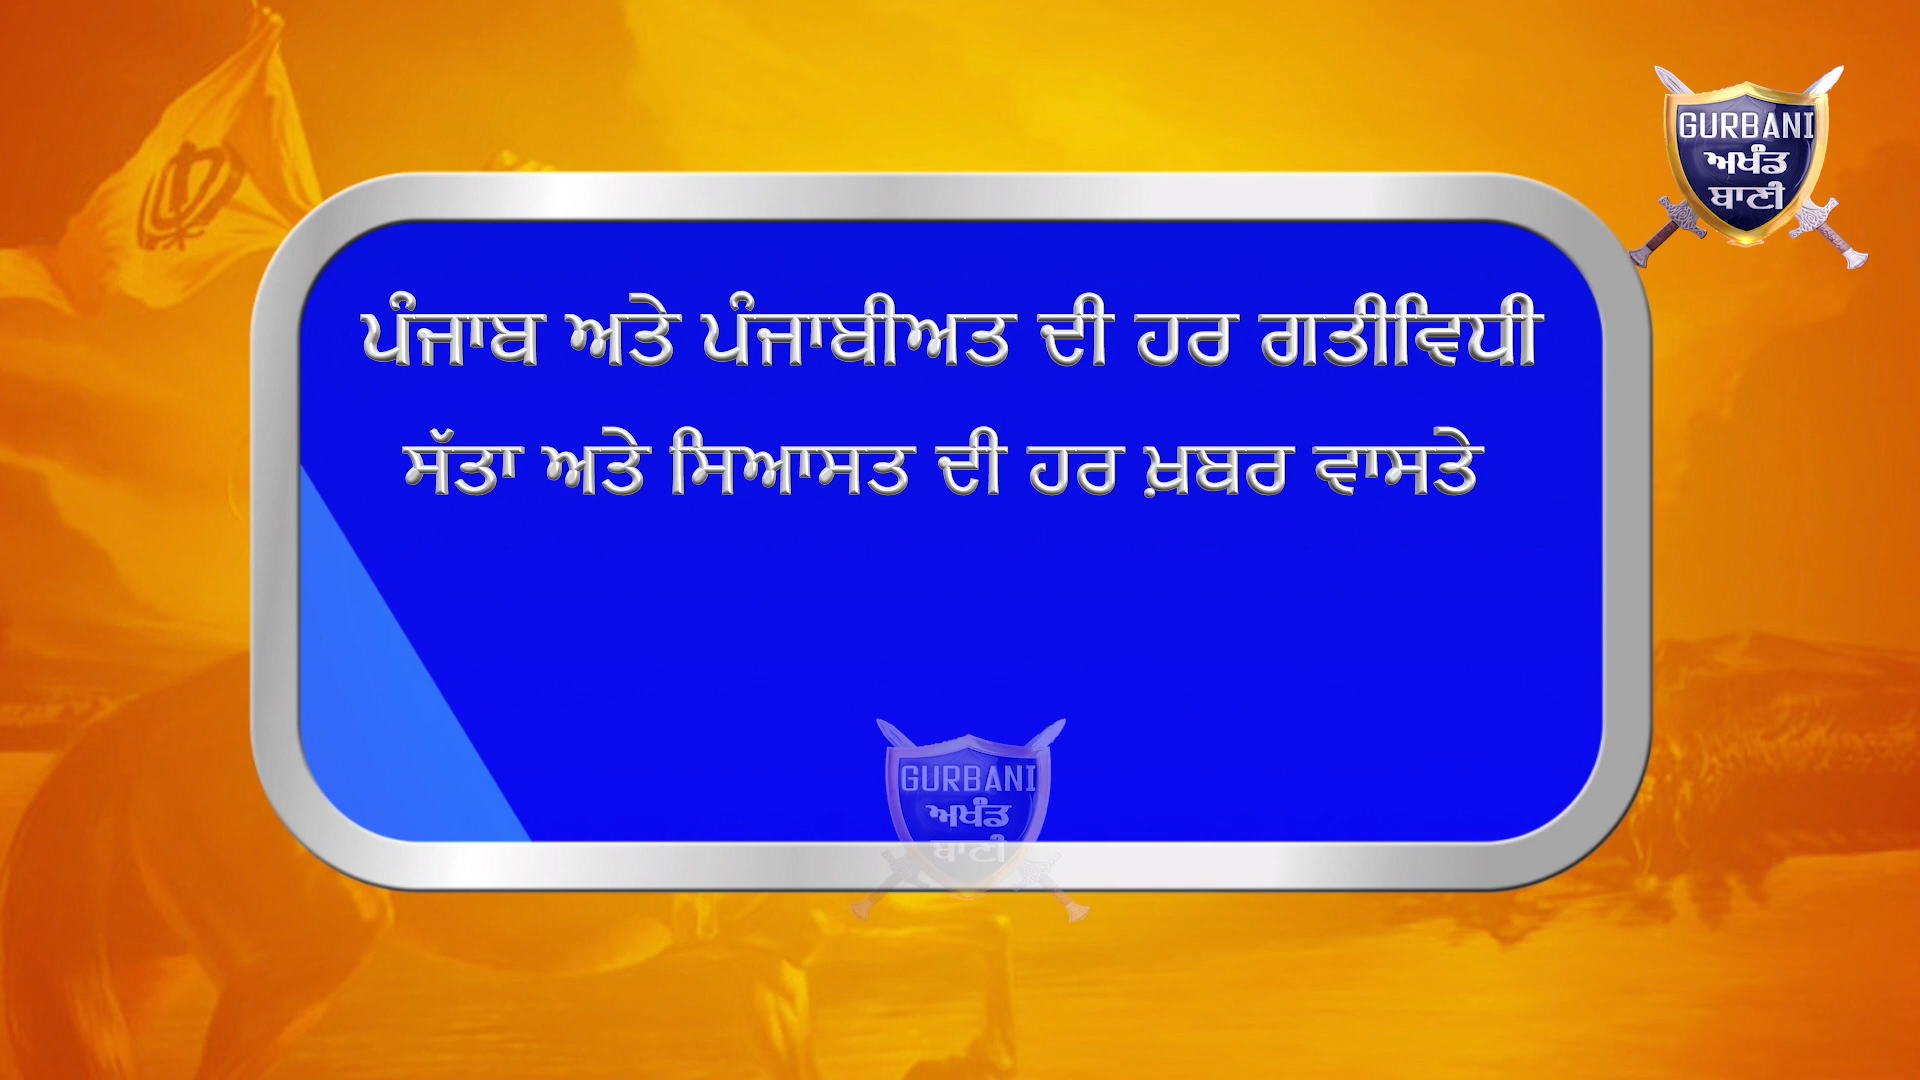 GURBANI
ਅਖੰਡ
ਬਾਣੀ
ਪੰਜਾਬ ਅਤੇ ਪੰਜਾਬੀਅਤ ਦੀ ਹਰ ਗਤੀਵਿਧੀ
ਸੱਤਾ ਅਤੇ ਸਿਆਸਤ ਦੀ ਹਰ ਖ਼ਬਰ ਵਾਸਤੇ
GURBANI
ਅਖੰਡ
ਬਾਣੀ